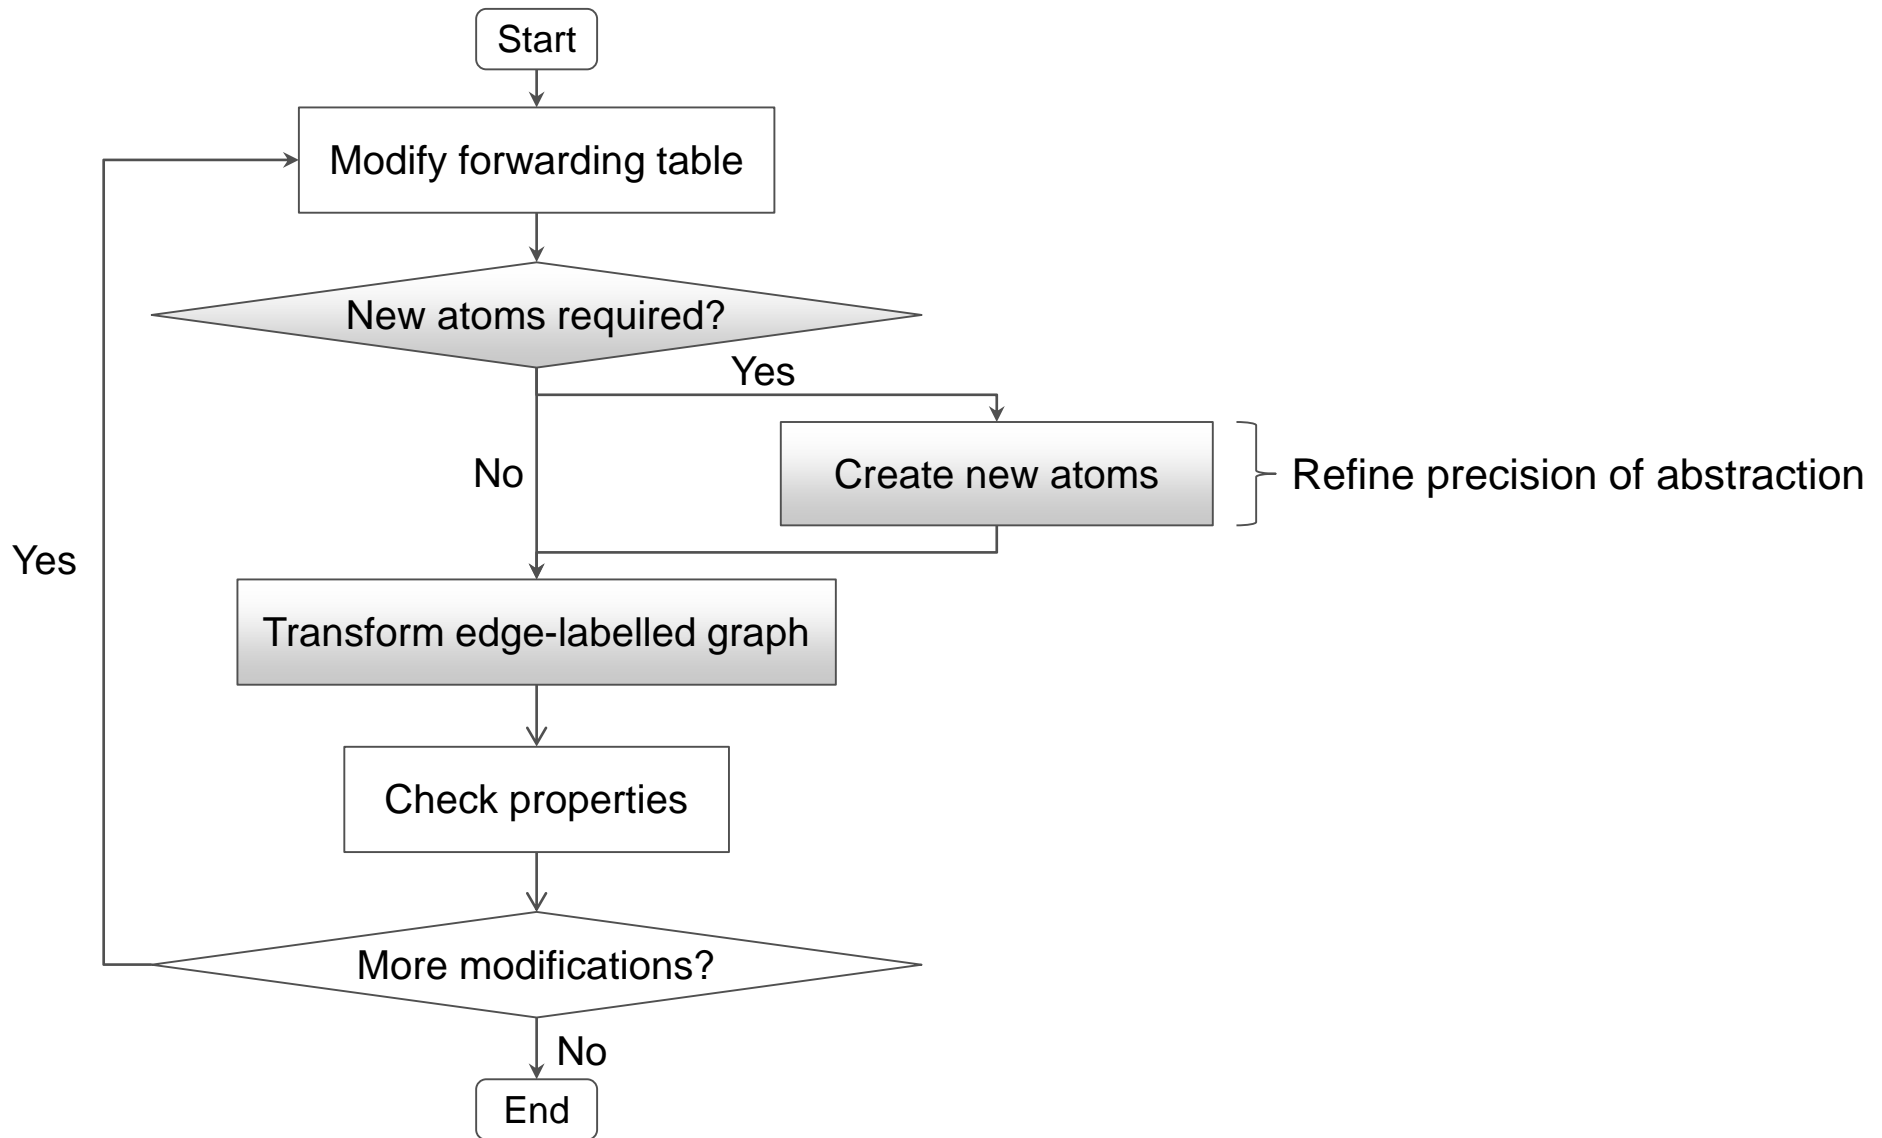 Start
Modify forwarding table
New atoms required?
Yes
No
Create new atoms
Refine precision of abstraction
Yes
Transform edge-labelled graph
Check properties
More modifications?
No
End